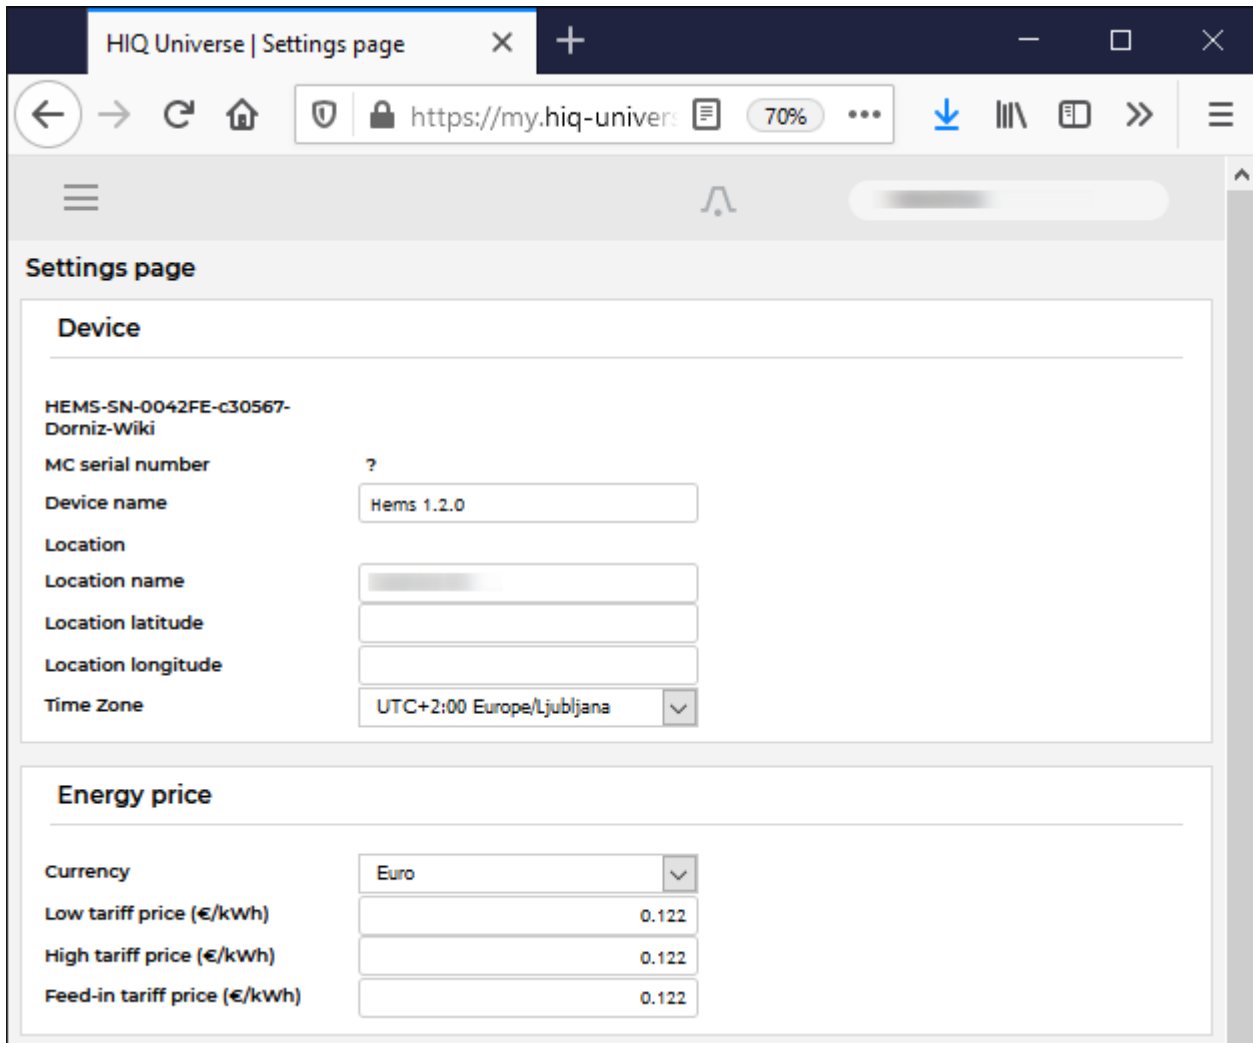 HIQ Universe | Settings page
https://my.hiq-univers
70%
Settings page
Device
HEMS-SN-0042FE-c30567-
Dorniz-Wiki
MC serial number ?
Device name Hems 1.2.0
Location
Location name
Location latitude
Location longitude
Time Zone UTC+2:00 Europe/Ljubljana
Energy price
Currency Euro
Low tariff price (€/kWh) 0.122
High tariff price (€/kWh) 0.122
Feed-in tariff price (€/kWh) 0.122